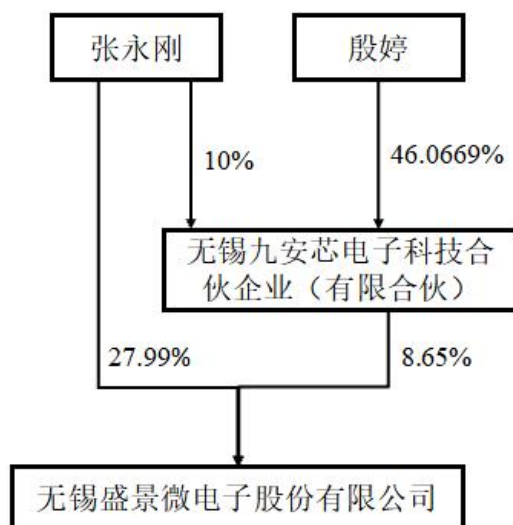 张永刚
殷婷
10%
46.0669%
无锡九安芯电子科技合
伙企业（有限合伙）
27.99%
8.65%
无锡盛景微电子股份有限公司